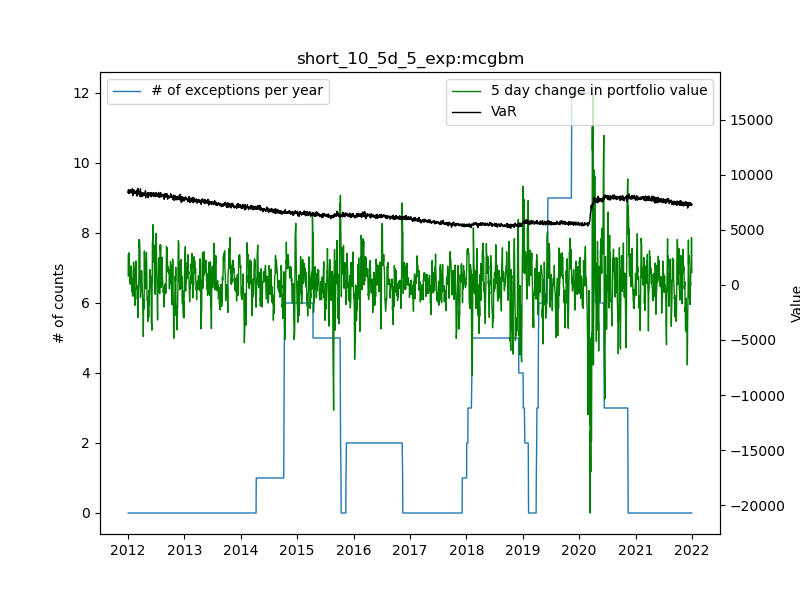 short_10_5d_5_exp:mcgbm
# of exceptions per year
5 day change in portfolio value
VaR
12
10
8
6
4
2
0
# of counts
15000
10000
5000
0
−5000
−10000
−15000
−20000
Value
2012 2013 2014 2015 2016 2017 2018 2019 2020 2021 2022